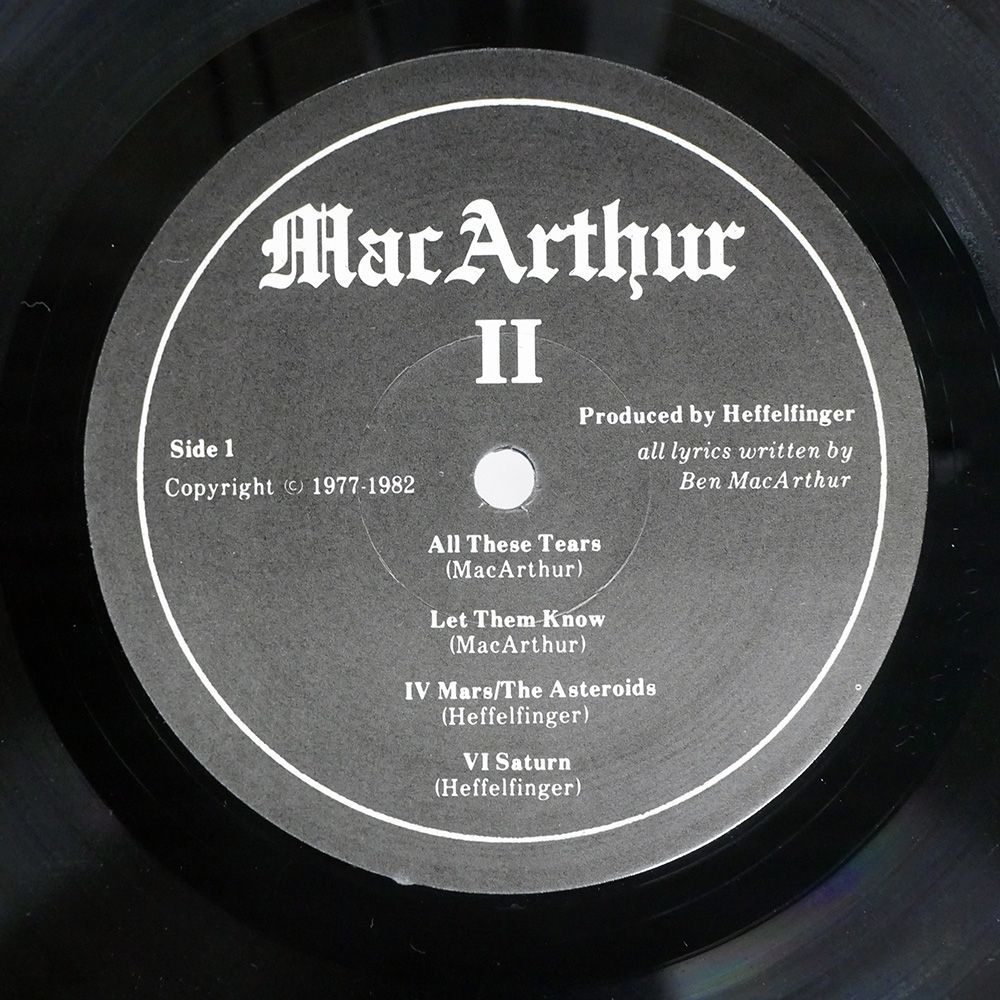 MacArthur
II
Produced by Heffelfinger
all lyrics written by
Ben MacArthur
Side 1
Copyright © 1977-1982
All These Tears
(MacArthur)
Let Them Know
(MacArthur)
IV Mars/The Asteroids
(Heffelfinger)
VI Saturn
(Heffelfinger)